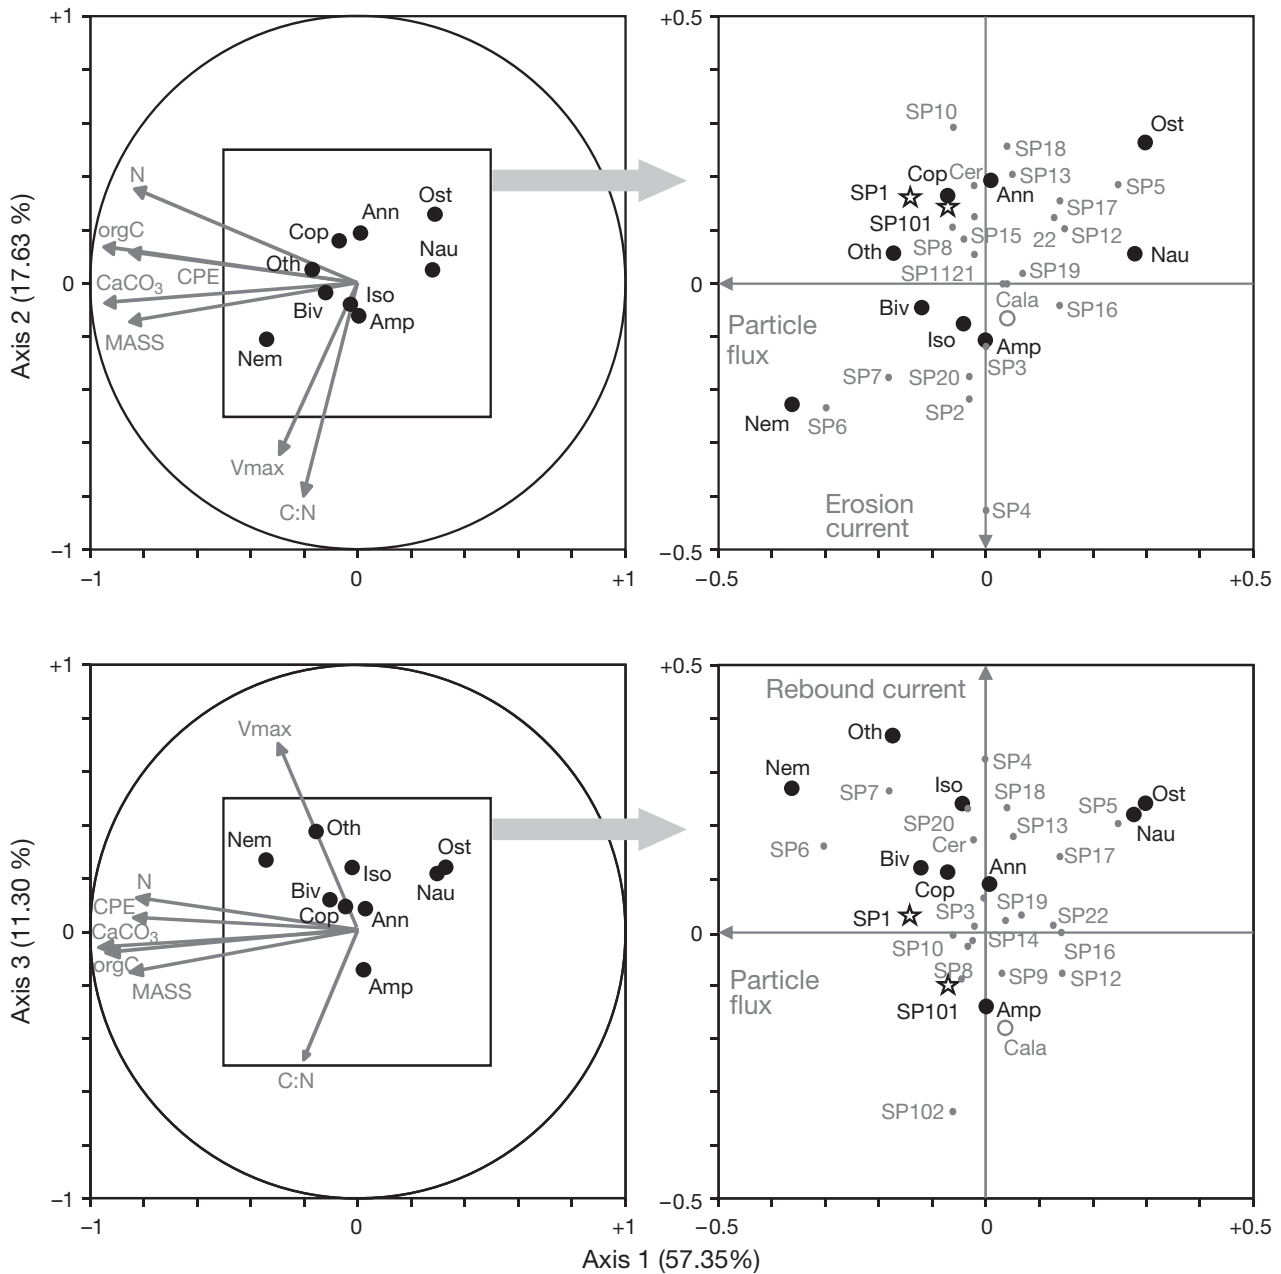 +1
+0.5
SP10
Ost
SP18
N
Cop
Cer
SP13
SP5
Ost
SP1
Ann
SP17
Ann
orgC
Cop
SP101
SP15
22
SP12
Nau
SP8
Oth
Oth
Nau
CPE
SP1121
SP19
0
CaCO3
Iso
0
Cala
Biv
Biv
SP16
Amp
Particle
flux
MASS
Iso
Amp
Nem
SP3
SP7
SP20
SP2
Nem
SP6
Vmax
Erosion
current
C:N
SP4
−1
−0.5
−1
0
+1
−0.5
0
+0.5
Axis 2 (17.63 %)
+1
+0.5
Rebound current
Vmax
Oth
SP4
Nem
Iso
SP18
Ost
SP7
SP5
Oth
SP20
SP13
Nau
Nem
Ost
Cer
SP6
SP17
Iso
Biv
Ann
N
Biv
Nau
Cop
SP19
CPE
Cop
Ann
SP1
SP3
SP22
0
CaCO3
0
SP10
SP14
SP16
orgC
SP8
SP9
SP12
MASS
Amp
Particle
flux
SP101
Amp
Cala
C:N
SP102
−1
−0.5
−1
0
+1
−0.5
0
+0.5
Axis 3 (11.30 %)
Axis 1 (57.35%)